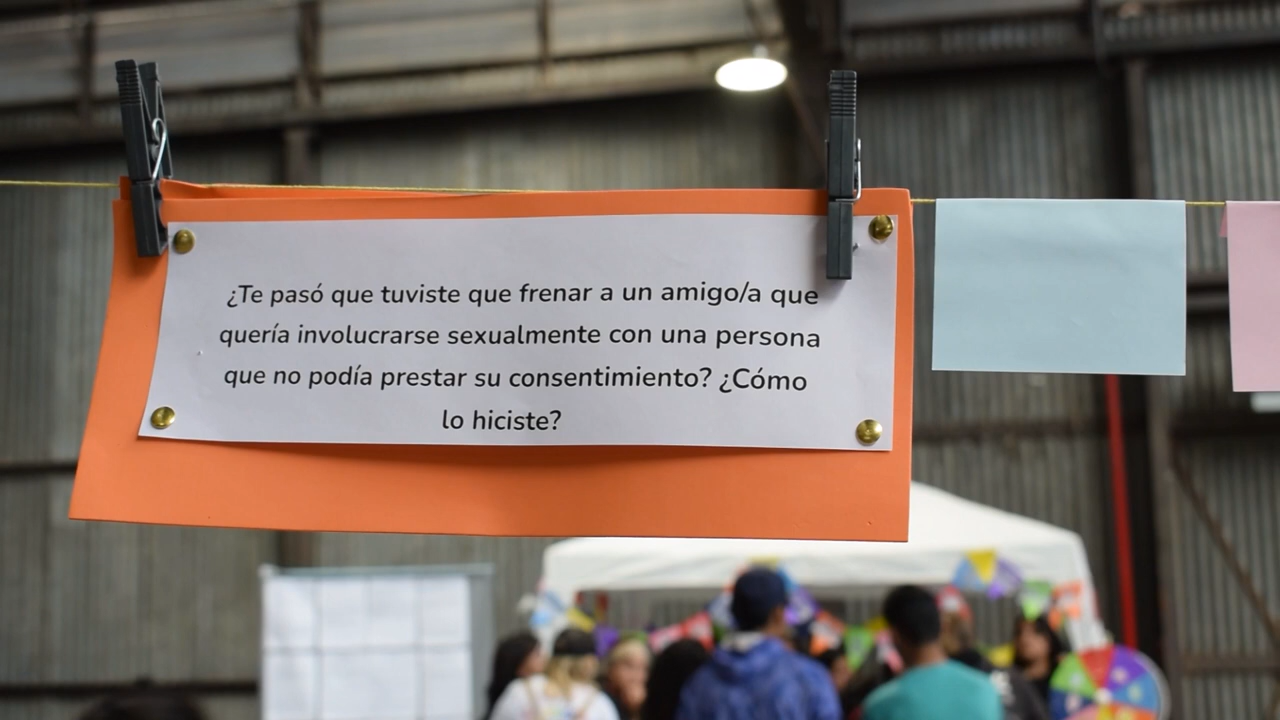 ¿Te pasó que tuviste que frenar a un amigo/a que
quería involucrarse sexualmente con una persona
que no podía prestar su consentimiento? ¿Cómo
lo hiciste?